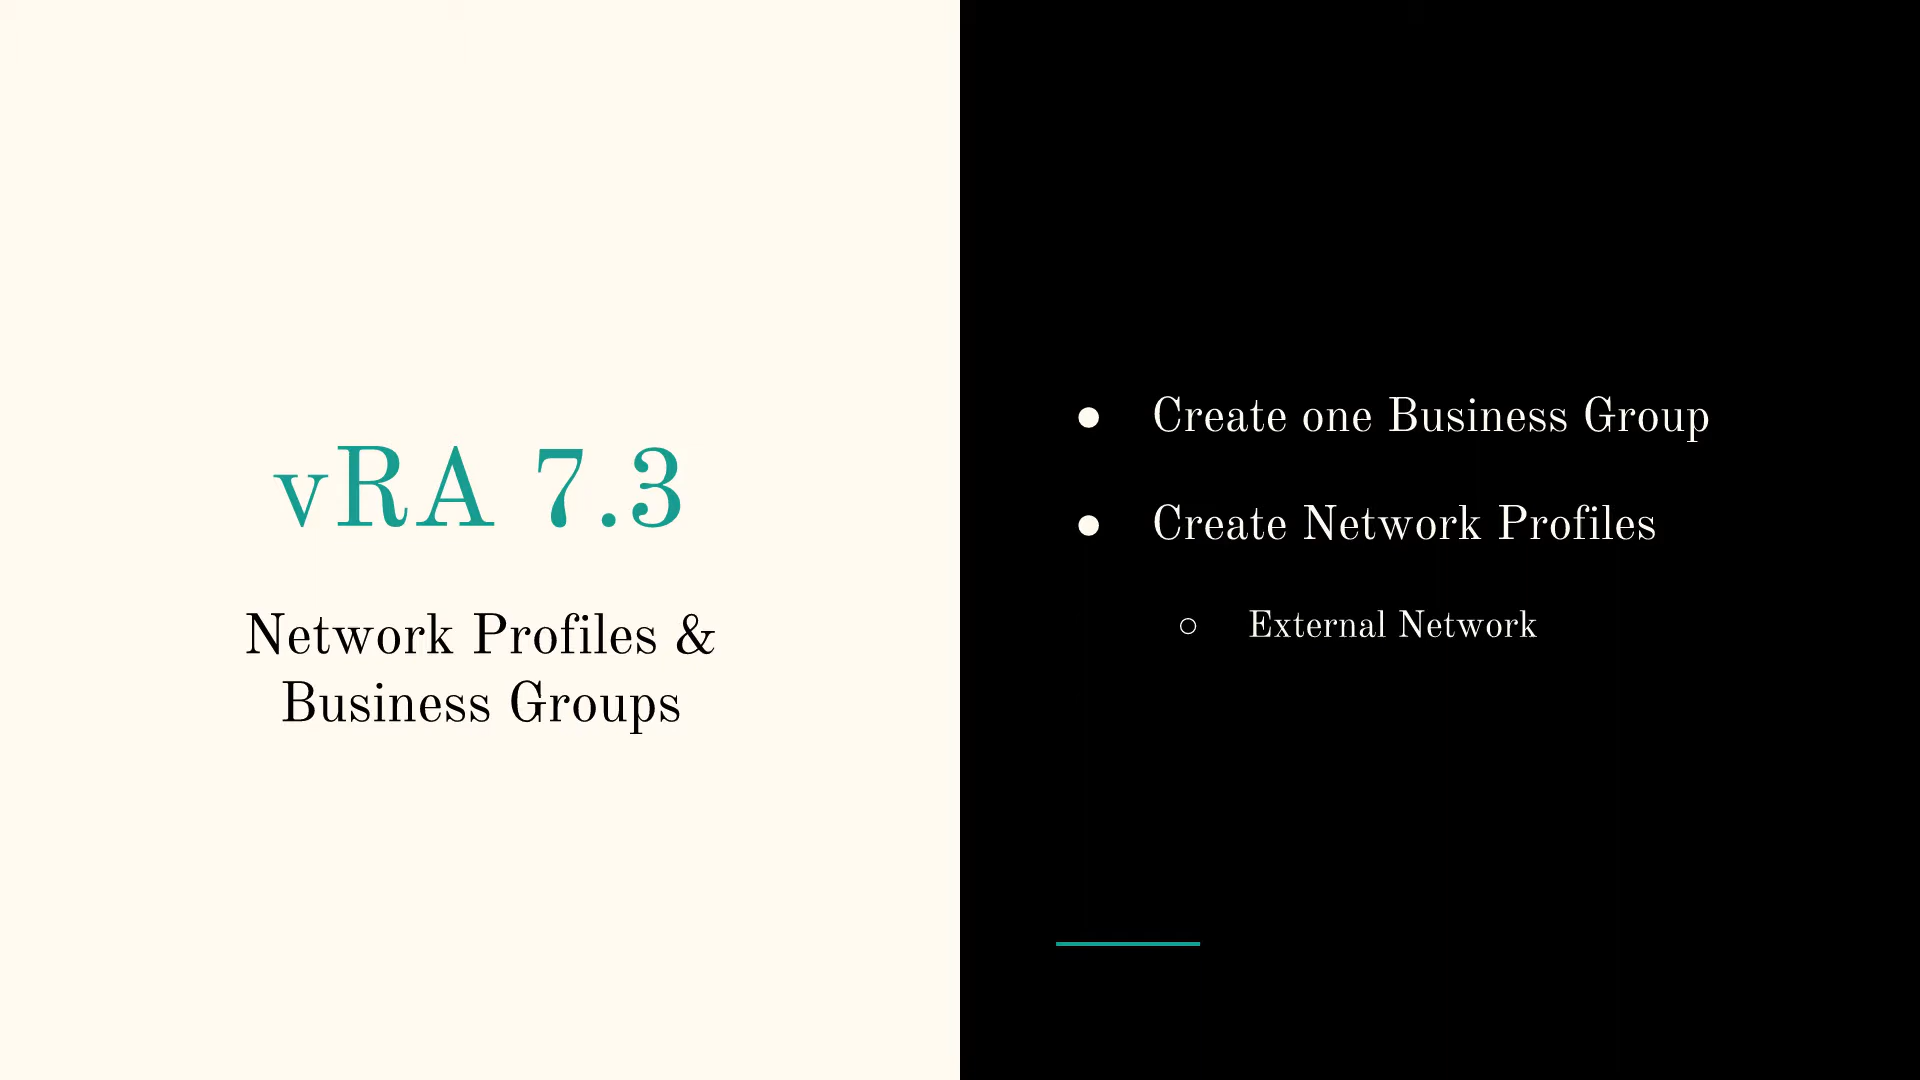 vRA 7.3
Network Profiles &
Business Groups
● Create one Business Group
● Create Network Profiles
○ External Network